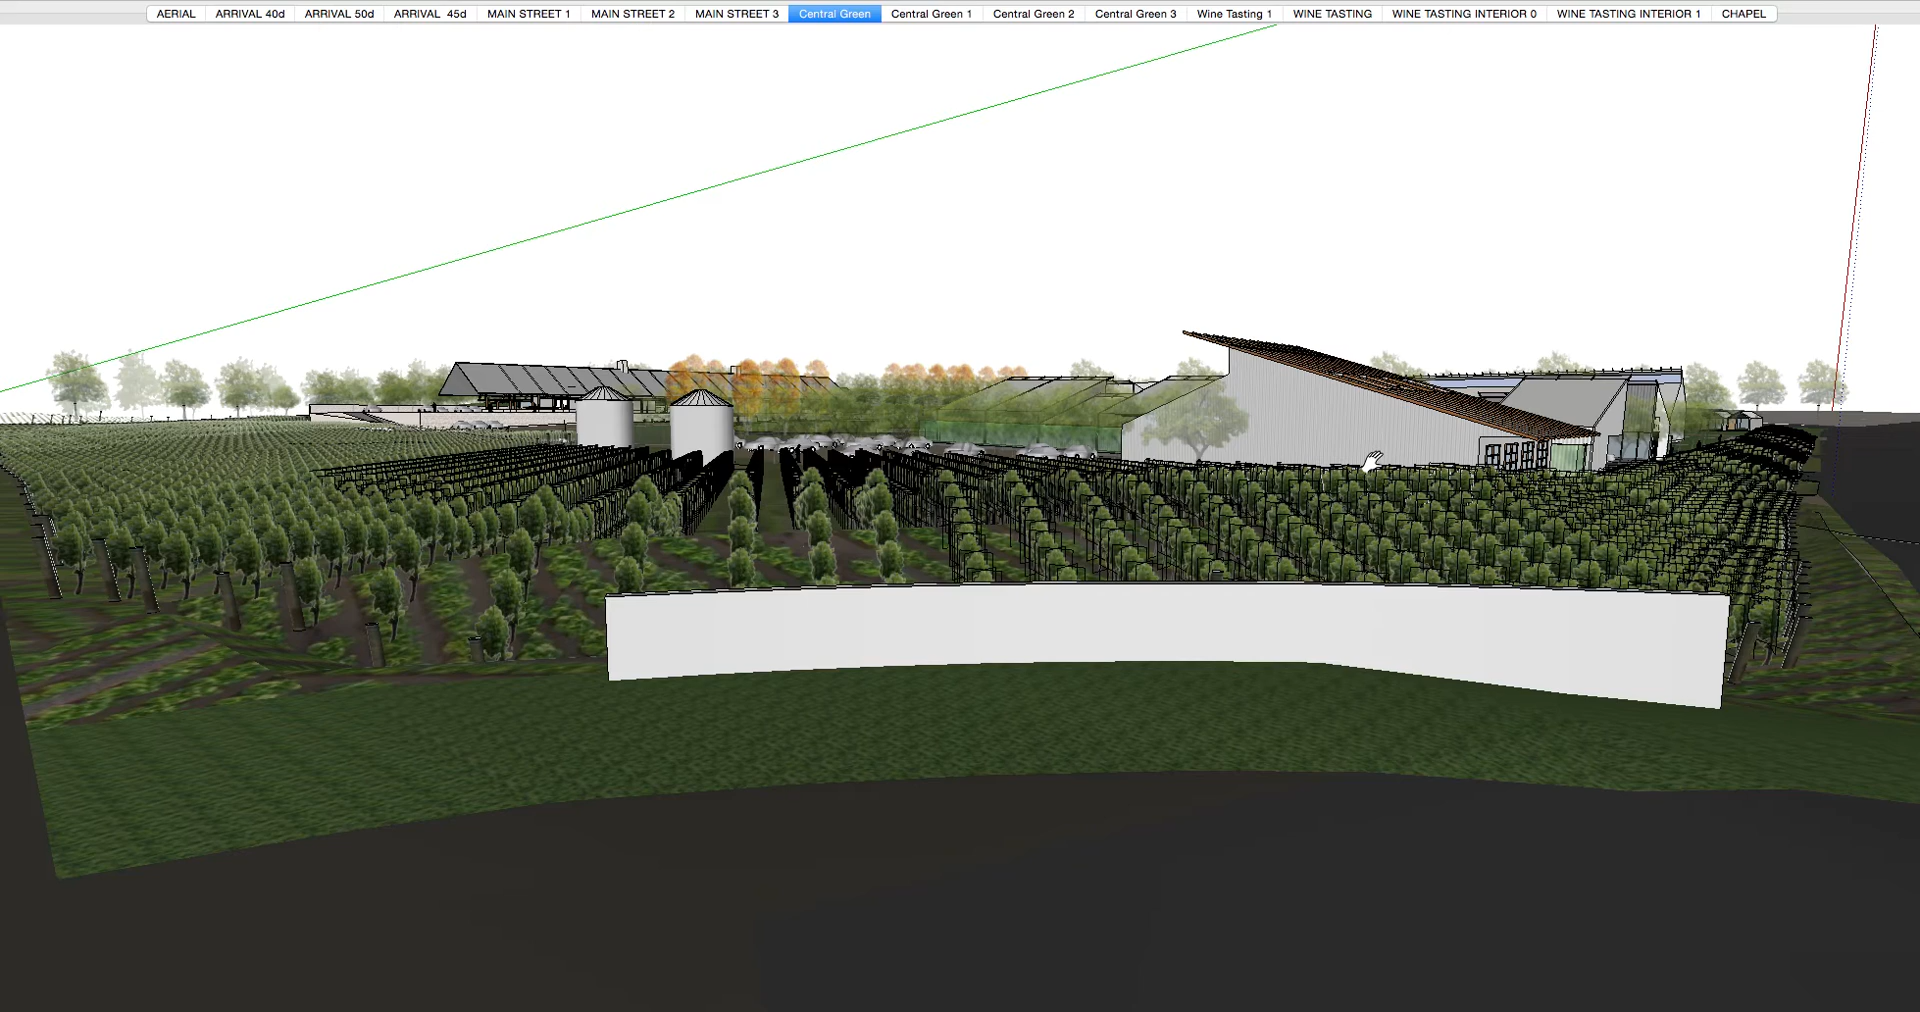 AERIAL ARRIVAL 40d ARRIVAL 50d ARRIVAL 45d MAIN STREET 1 MAIN STREET 2 MAIN STREET 3 Central Green Central Green 1 Central Green 2 Central Green 3 Wine Tasting 1 WINE TASTING WINE TASTING INTERIOR 0 WINE TASTING INTERIOR 1 CHAPEL